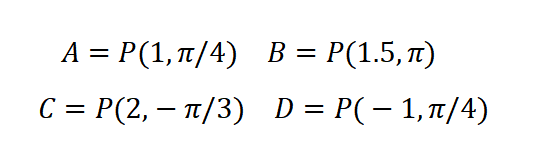 A = P(1, π/4) B = P(1.5, π)
C = P(2, − π/3) D = P( − 1, π/4)